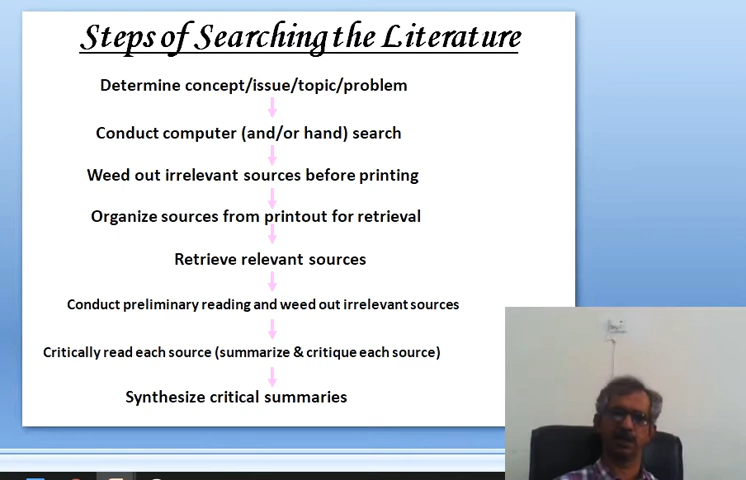 Steps of Searching the Literature
Determine concept/issue/topic/problem
Conduct computer (and/or hand) search
Weed out irrelevant sources before printing
Organize sources from printout for retrieval
Retrieve relevant sources
Conduct preliminary reading and weed out irrelevant sources
Critically read each source (summarize & critique each source)
Synthesize critical summaries